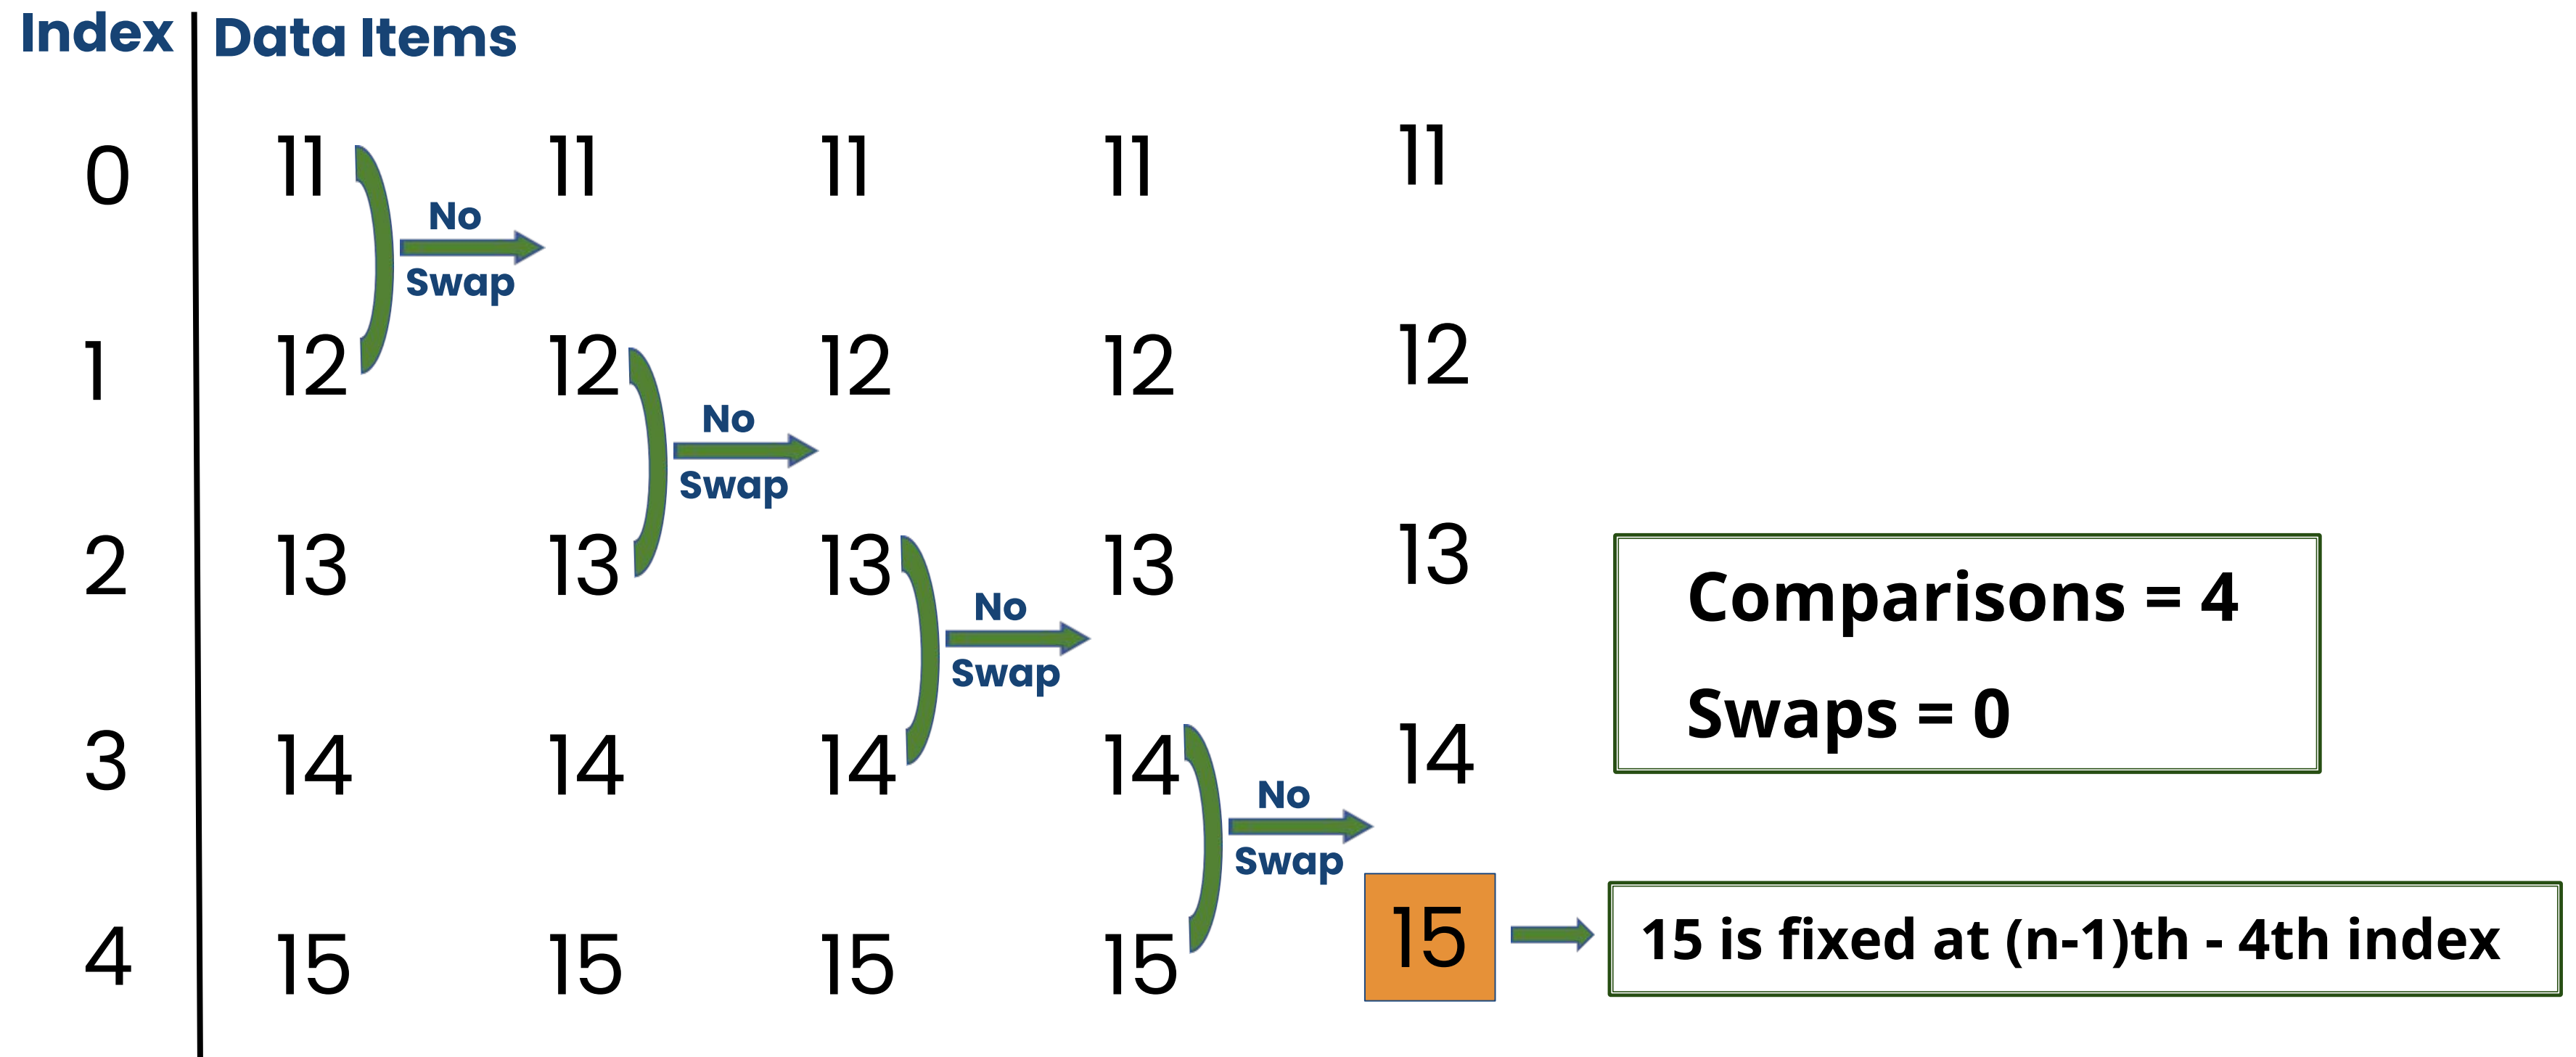 Index Data Items
0 11 11 11 11 11
No
Swap
1 12 12 12 12 12
No
Swap
2 13 13 13 13 13
No
Swap
Comparisons = 4
Swaps = 0
3 14 14 14 14 14
No
Swap
4 15 15 15 15 15
15 is fixed at (n-1)th - 4th index